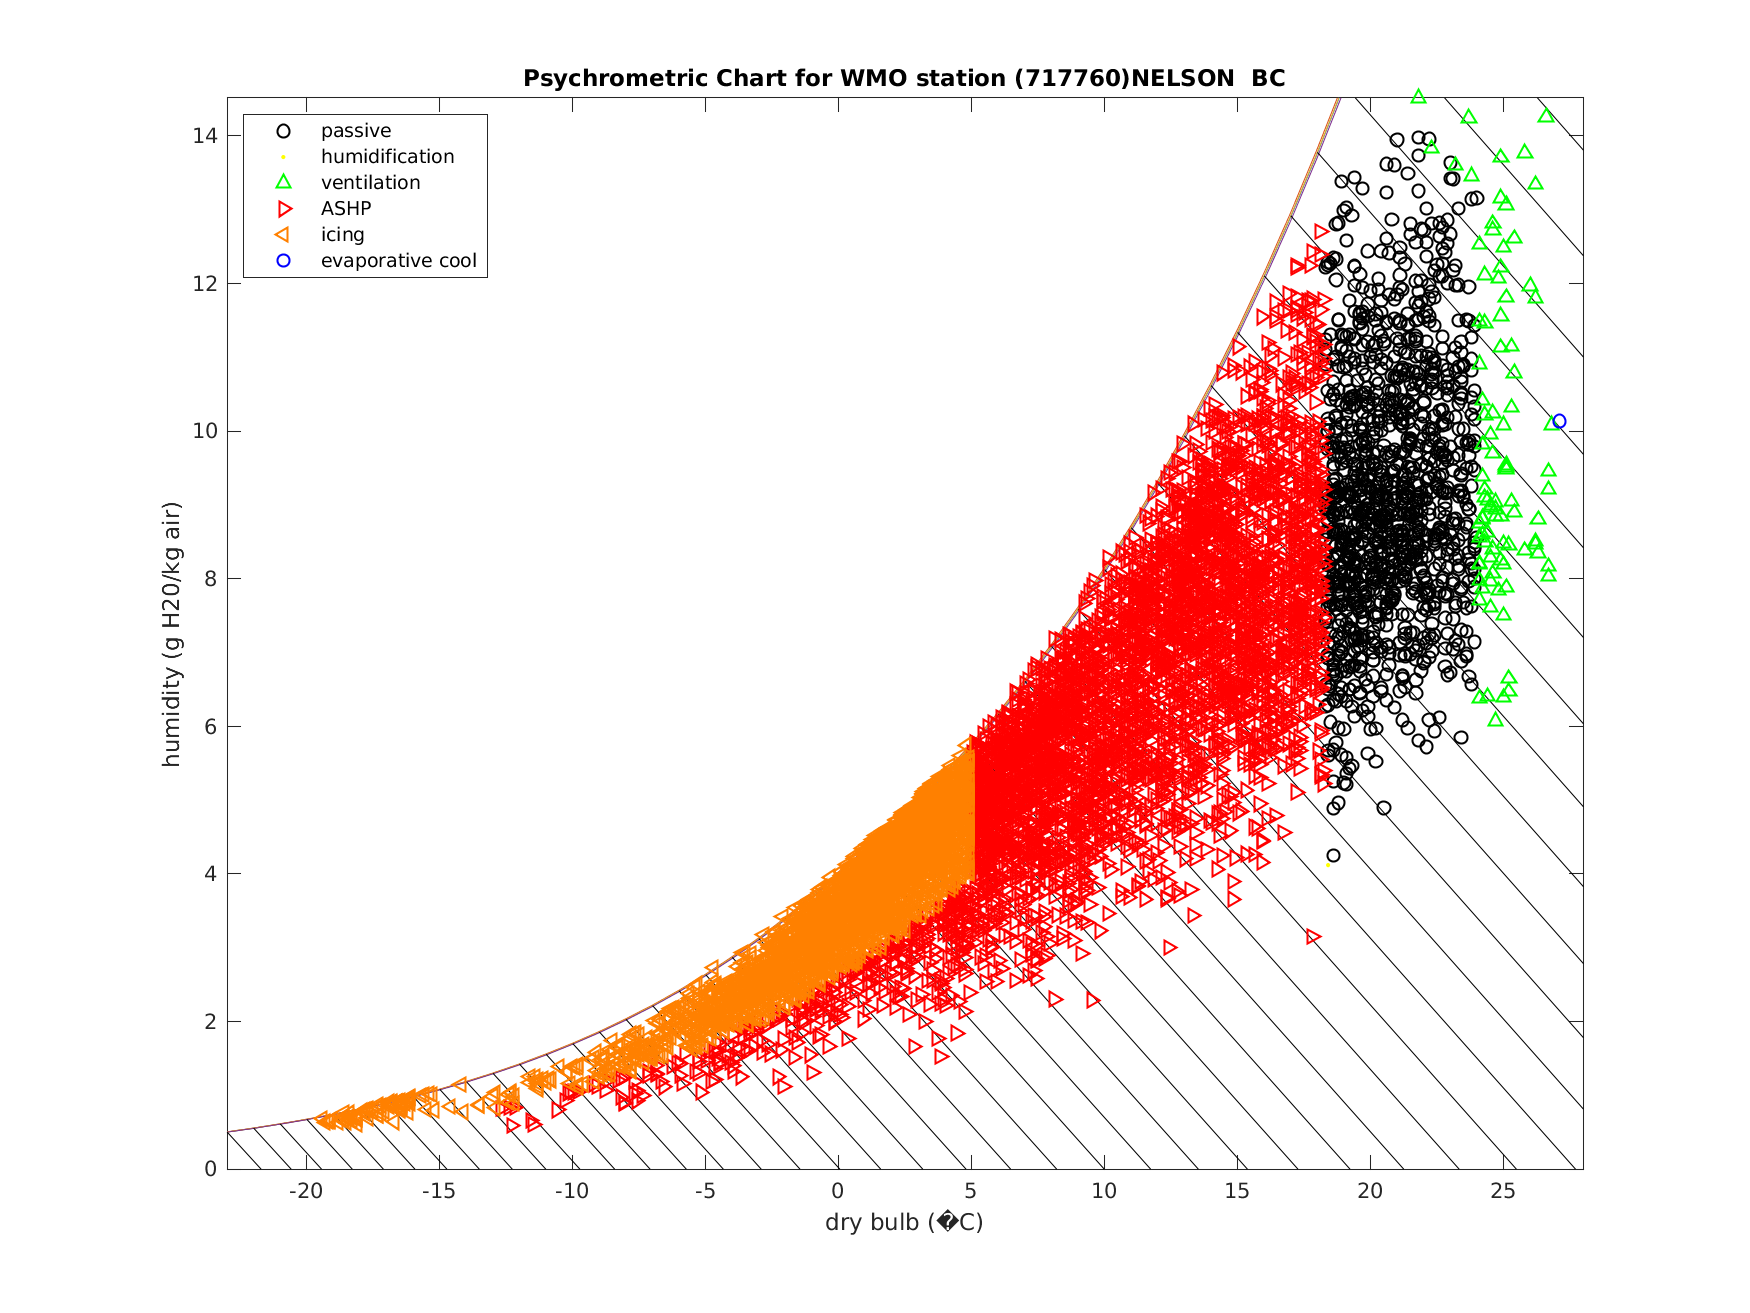 Psychrometric Chart for WMO station (717760)NELSON  BC
passive
humidification
ventilation
ASHP
icing
evaporative cool
humidity (g H20/kg air)
14
12
10
8
6
4
2
0
-20 -15 -10 -5 0 5 10 15 20 25
dry bulb (�C)